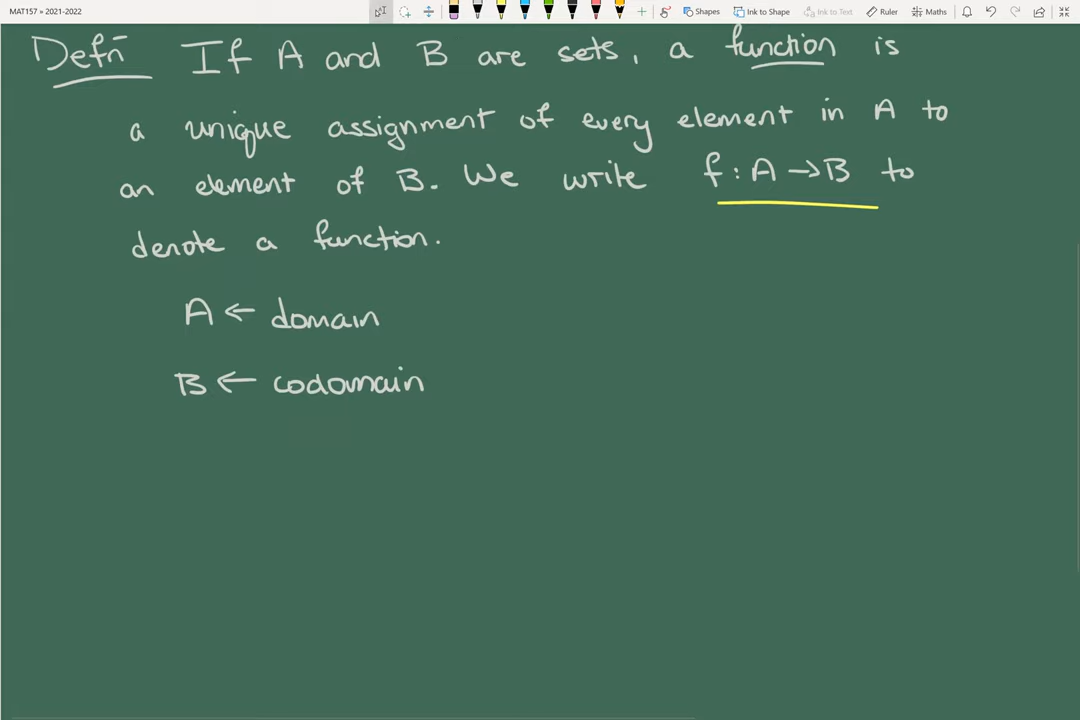 MAT157 » 2021-2022
Shapes
Ink to Shape
Ink to Text
Ruler
Maths
Defn If A and B are sets, a function is
a unique assignment of every element in A to
an element of B. We write f: A → B to
denote a function.
A ← domain
B ← codomain